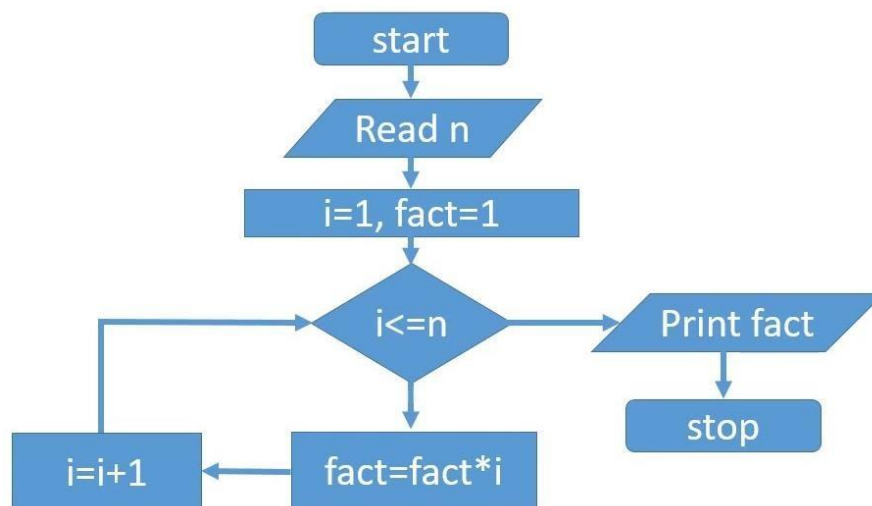 start
Read n
i=1, fact=1
i<=n
Print fact
stop
fact=fact*i
i=i+1